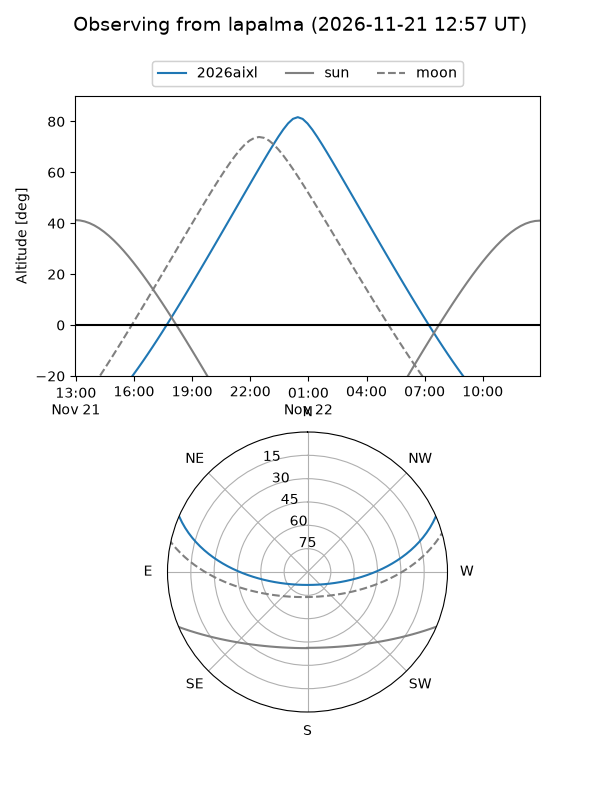 Observing from lapalma (2026-11-21 12:57 UT)
2026aixl sun moon
Altitude [deg]
80
60
40
20
0
−20
13:00 16:00 19:00 22:00 01:00 04:00 07:00 10:00
Nov 21 Nov 22
N
NE NW
15
30
45
60
75
E W
SE SW
S